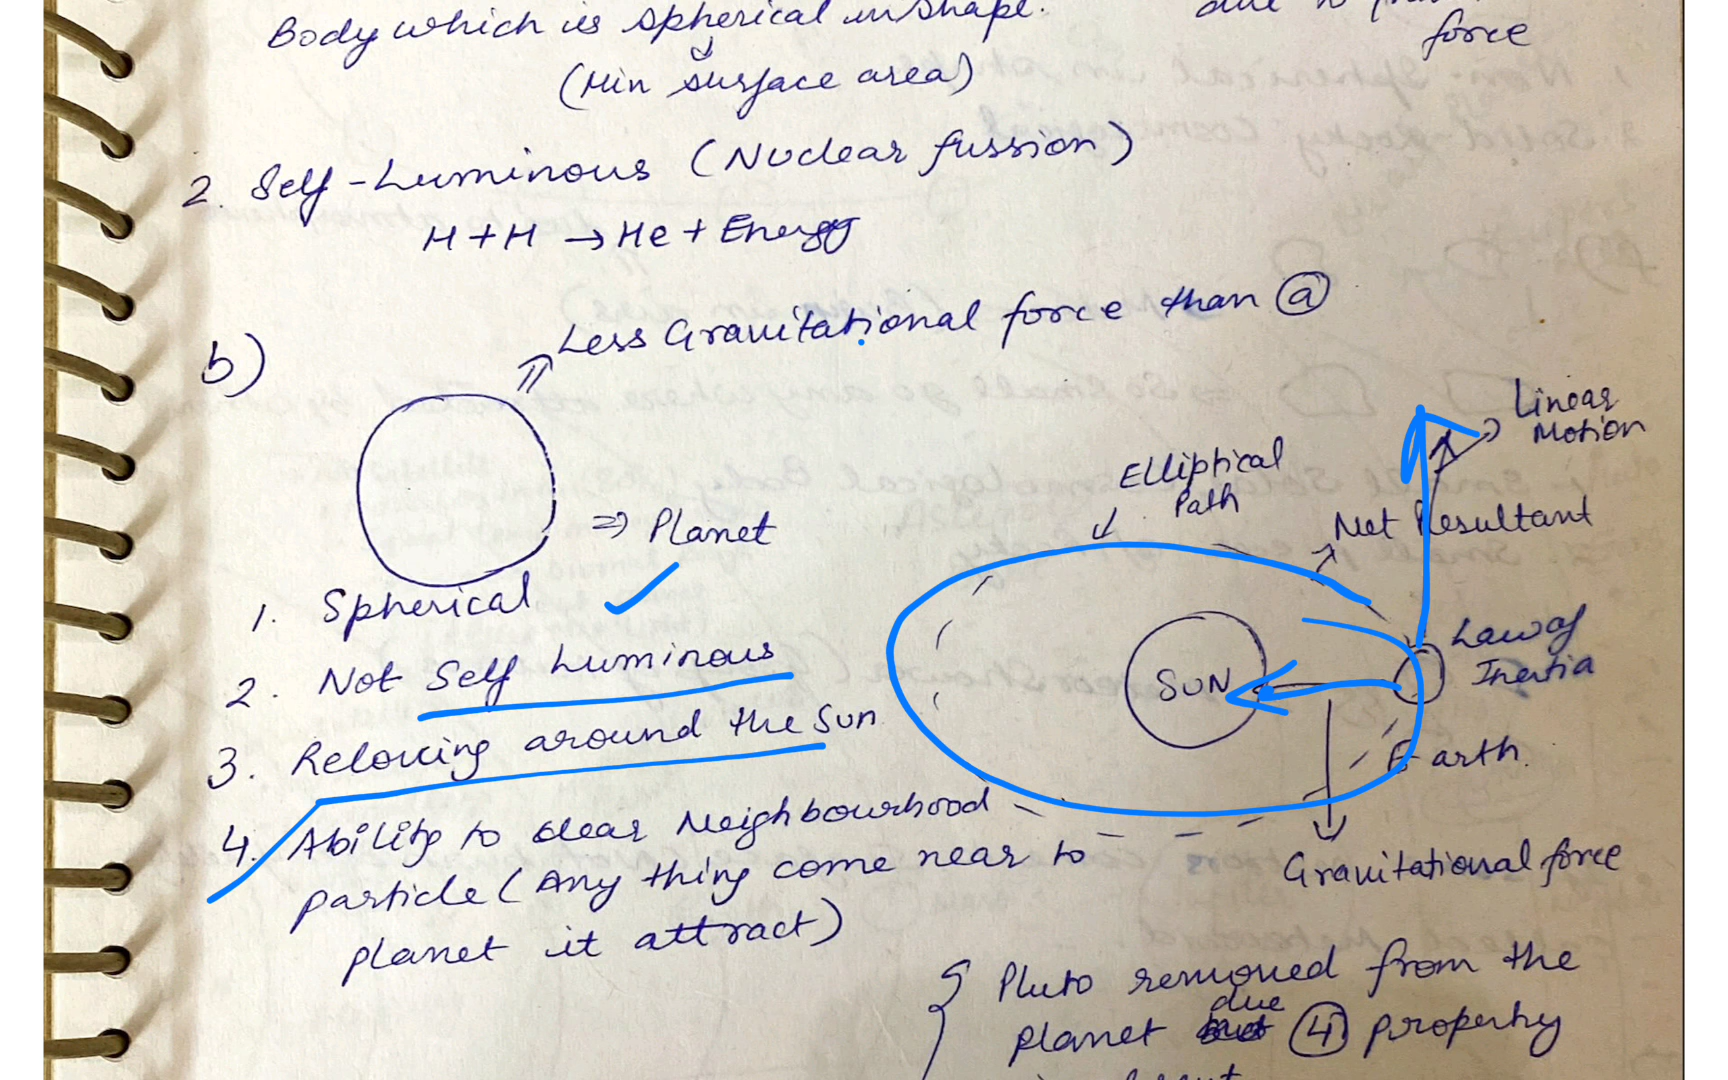 Body which is spherical in shape.
due to
force
(Min surface area)
2. Self-Luminous (Nuclear fussion)
H + H → He + Energy
b)
Less Gravitational force than (a)
⇒ Planet
1. Spherical
2. Not Self Luminous
3. Reloving around the Sun
4. Ability to clear Neighbourhood
particle (Any thing come near to
planet it attract)
Linear
Motion
Elliptical
Path
Net Resultant
Law of
Inertia
SUN
Earth.
Gravitational force
Pluto removed from the
planet due (4) property